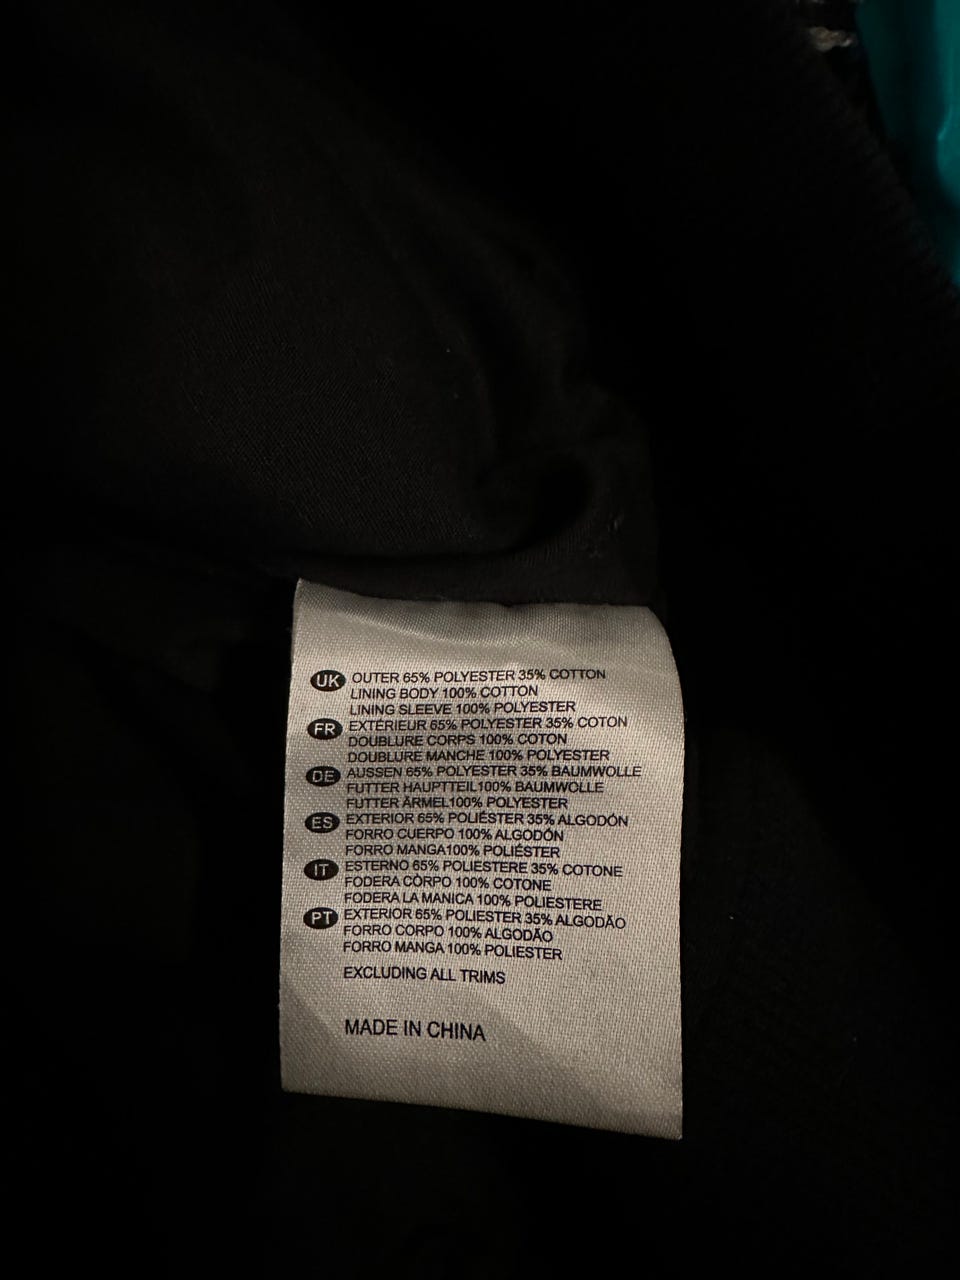 UK OUTER 65% POLYESTER 35% COTTON
LINING BODY 100% COTTON
LINING SLEEVE 100% POLYESTER
FR EXTÉRIEUR 65% POLYESTER 35% COTON
DOUBLURE CORPS 100% COTON
DOUBLURE MANCHE 100% POLYESTER
DE AUSSEN 65% POLYESTER 35% BAUMWOLLE
FUTTER HAUPTTEIL100% BAUMWOLLE
FUTTER ÄRMEL100% POLYESTER
ES EXTERIOR 65% POLIÉSTER 35% ALGODÓN
FORRO CUERPO 100% ALGODÓN
FORRO MANGA100% POLIÉSTER
IT ESTERNO 65% POLIESTERE 35% COTONE
FODERA CÒRPO 100% COTONE
FODERA LA MANICA 100% POLIESTERE
PT EXTERIOR 65% POLIESTER 35% ALGODÃO
FORRO CORPO 100% ALGODÃO
FORRO MANGA 100% POLIESTER
EXCLUDING ALL TRIMS
MADE IN CHINA